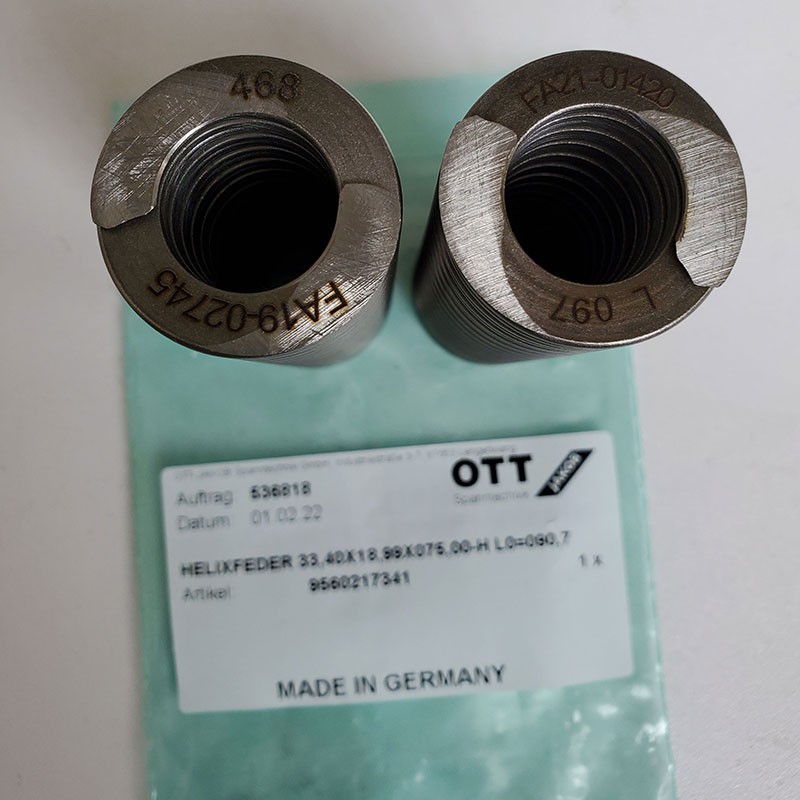 468
FA19-02745
FA21-01420
L 097
OTT
JAKOB
Spanntechnik
Auftrag 536818
Datum 01.02.22
HELIXFEDER 33,40X18,99X075,00-H L0=090,7
Artikel 9560217341
1 x
MADE IN GERMANY